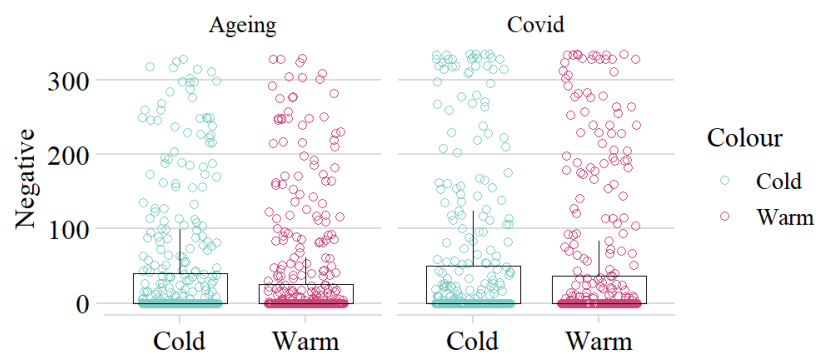 Ageing Covid
Negative
300
200
100
0
Cold Warm Cold Warm
Colour
Cold
Warm